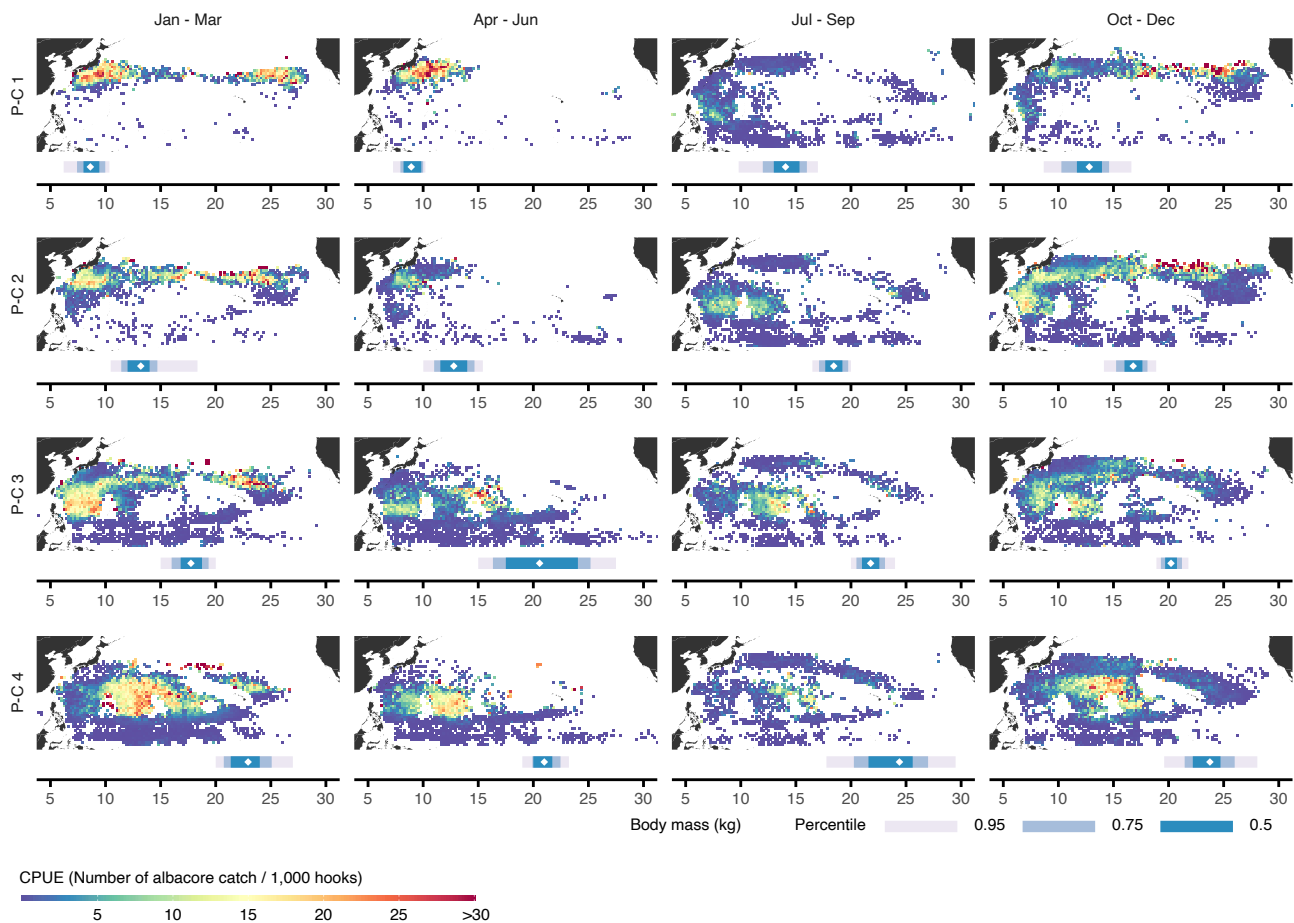 Jan - Mar Apr - Jun Jul - Sep Oct - Dec
P-C 1
5 10 15 20 25 30 5 10 15 20 25 30 5 10 15 20 25 30 5 10 15 20 25 30
P-C 2
5 10 15 20 25 30 5 10 15 20 25 30 5 10 15 20 25 30 5 10 15 20 25 30
P-C 3
5 10 15 20 25 30 5 10 15 20 25 30 5 10 15 20 25 30 5 10 15 20 25 30
P-C 4
5 10 15 20 25 30 5 10 15 20 25 30 5 10 15 20 25 30 5 10 15 20 25 30
Body mass (kg) Percentile 0.95 0.75 0.5
CPUE (Number of albacore catch / 1,000 hooks)
5 10 15 20 25 >30